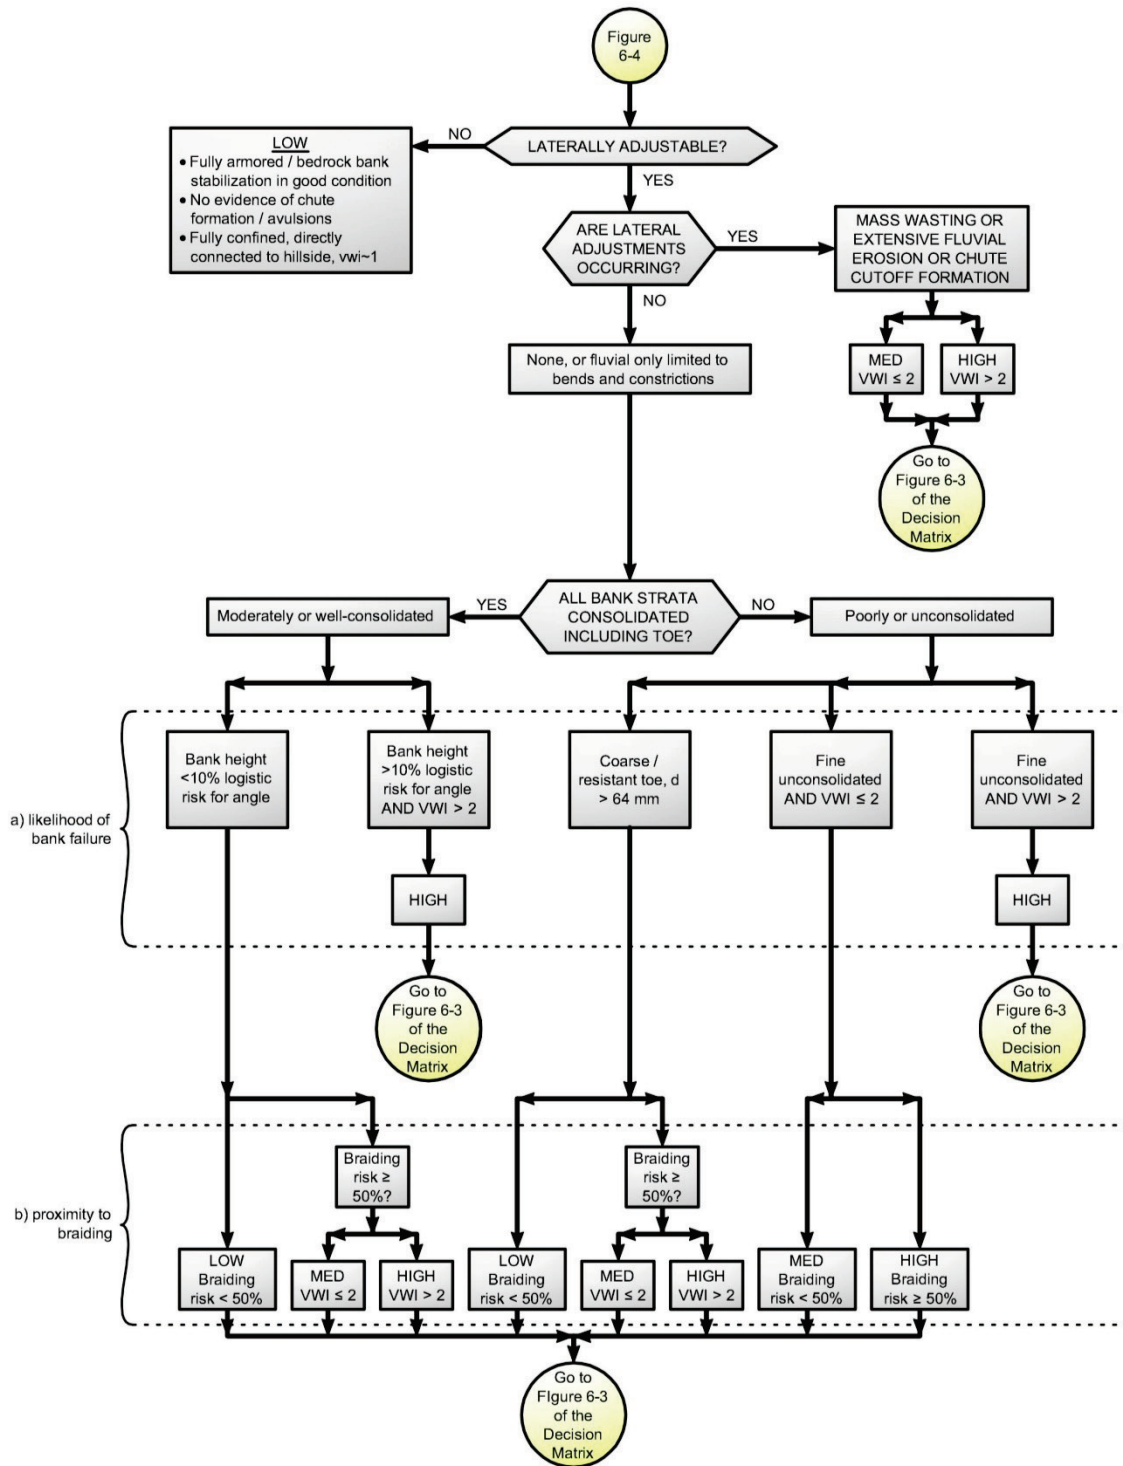 Figure
6-4
LATERALLY ADJUSTABLE?
NO
YES
LOW
• Fully armored / bedrock bank
stabilization in good condition
• No evidence of chute
formation / avulsions
• Fully confined, directly
connected to hillside, vwi~1
ARE LATERAL
ADJUSTMENTS
OCCURRING?
YES
NO
MASS WASTING OR
EXTENSIVE FLUVIAL
EROSION OR CHUTE
CUTOFF FORMATION
MED
VWI ≤ 2
HIGH
VWI > 2
Go to
Figure 6-3
of the
Decision
Matrix
None, or fluvial only limited to
bends and constrictions
ALL BANK STRATA
CONSOLIDATED
INCLUDING TOE?
YES
NO
Moderately or well-consolidated
Poorly or unconsolidated
a) likelihood of
bank failure
Bank height
<10% logistic
risk for angle
Bank height
>10% logistic
risk for angle
AND VWI > 2
Coarse /
resistant toe, d
> 64 mm
Fine
unconsolidated
AND VWI ≤ 2
Fine
unconsolidated
AND VWI > 2
HIGH
HIGH
Go to
Figure 6-3
of the
Decision
Matrix
Go to
Figure 6-3
of the
Decision
Matrix
b) proximity to
braiding
Braiding
risk ≥
50%?
Braiding
risk ≥
50%?
LOW
Braiding
risk < 50%
MED
VWI ≤ 2
HIGH
VWI > 2
LOW
Braiding
risk < 50%
MED
VWI ≤ 2
HIGH
VWI > 2
MED
Braiding
risk < 50%
HIGH
Braiding
risk ≥ 50%
Go to
FIgure 6-3
of the
Decision
Matrix